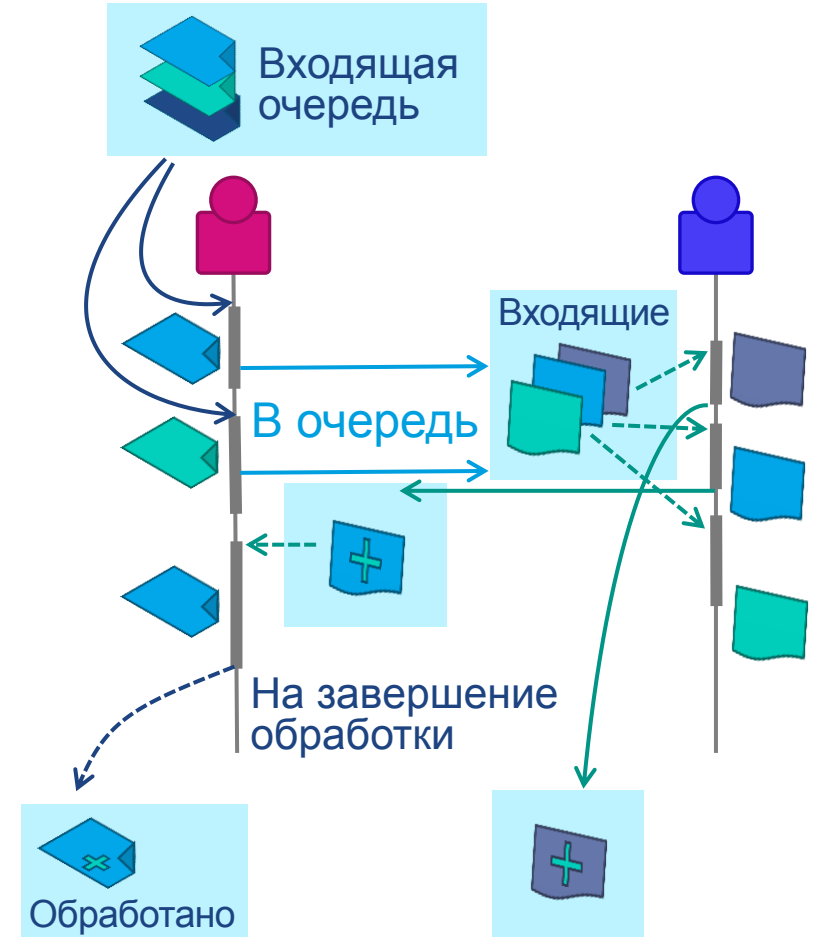 Входящая
очередь
Входящие
В очередь
На завершение
обработки
Обработано